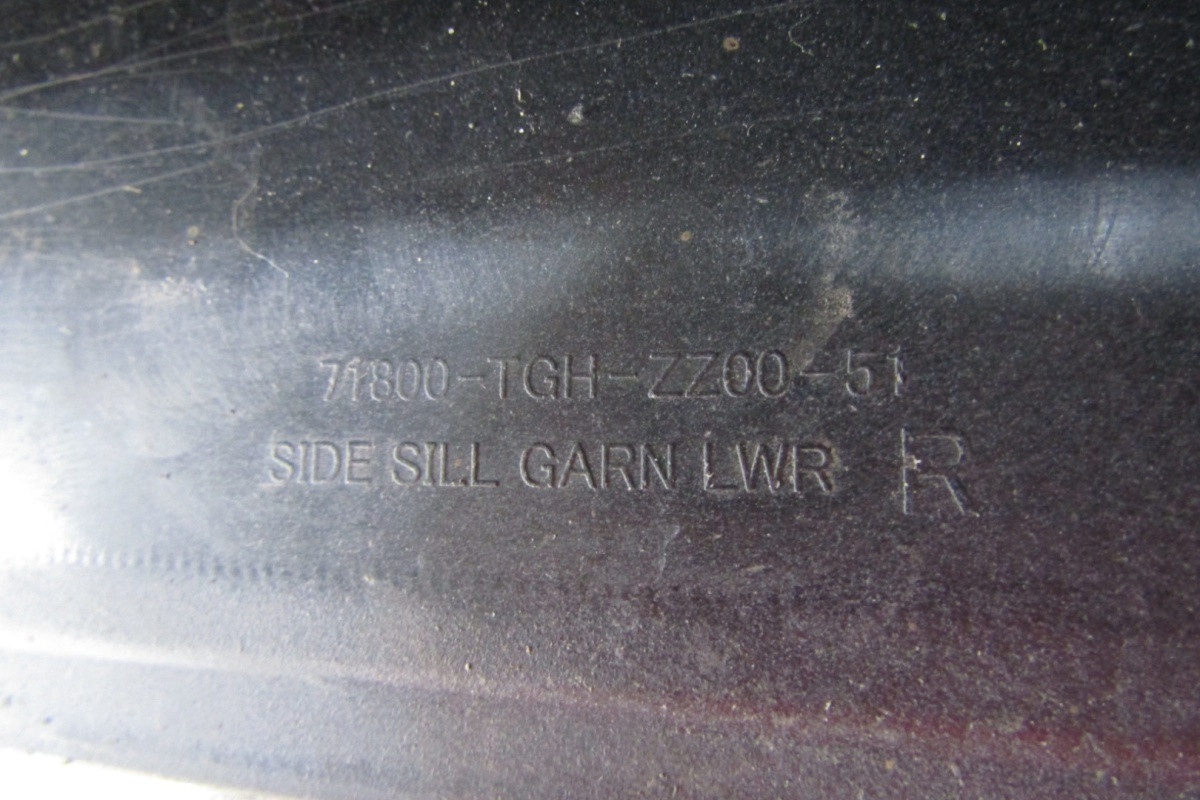 71800-TGH-ZZ00-51
SIDE SILL GARN LWR R